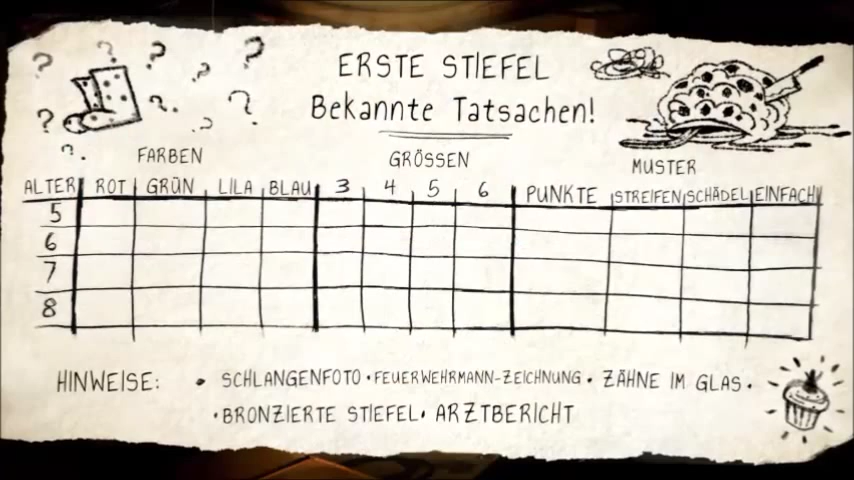 ERSTE STIEFEL
Bekannte Tatsachen!
FARBEN GRÖSSEN MUSTER
ALTER ROT GRÜN LILA BLAU 3 4 5 6 PUNKTE STREIFEN SCHÄDEL EINFACH
5
6
7
8
HINWEISE: • SCHLANGENFOTO • FEUERWEHRMANN-ZEICHNUNG • ZÄHNE IM GLAS •
• BRONZIERTE STIEFEL • ARZTBERICHT